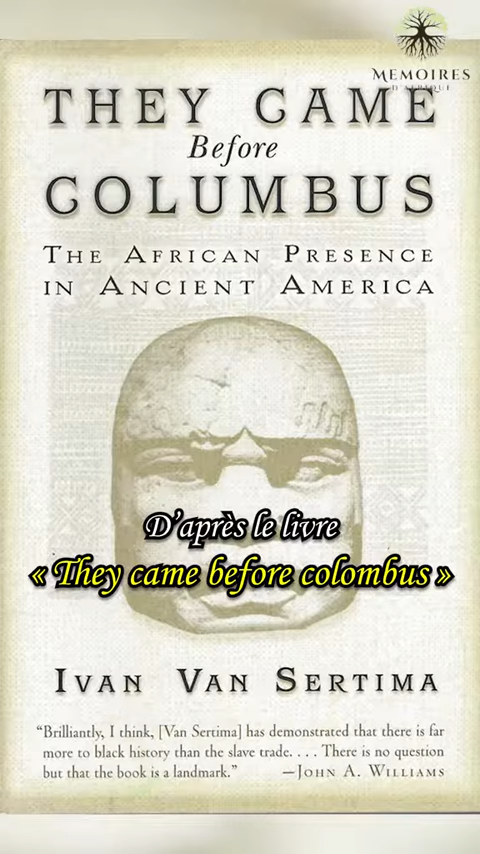 MEMOIRES
D'AFRIQUE
THEY CAME
Before
COLUMBUS
THE AFRICAN PRESENCE
IN ANCIENT AMERICA
D'après le livre
« They came before colombus »
IVAN VAN SERTIMA
“Brilliantly, I think, [Van Sertima] has demonstrated that there is far
more to black history than the slave trade. . . . There is no question
but that the book is a landmark.” —JOHN A. WILLIAMS